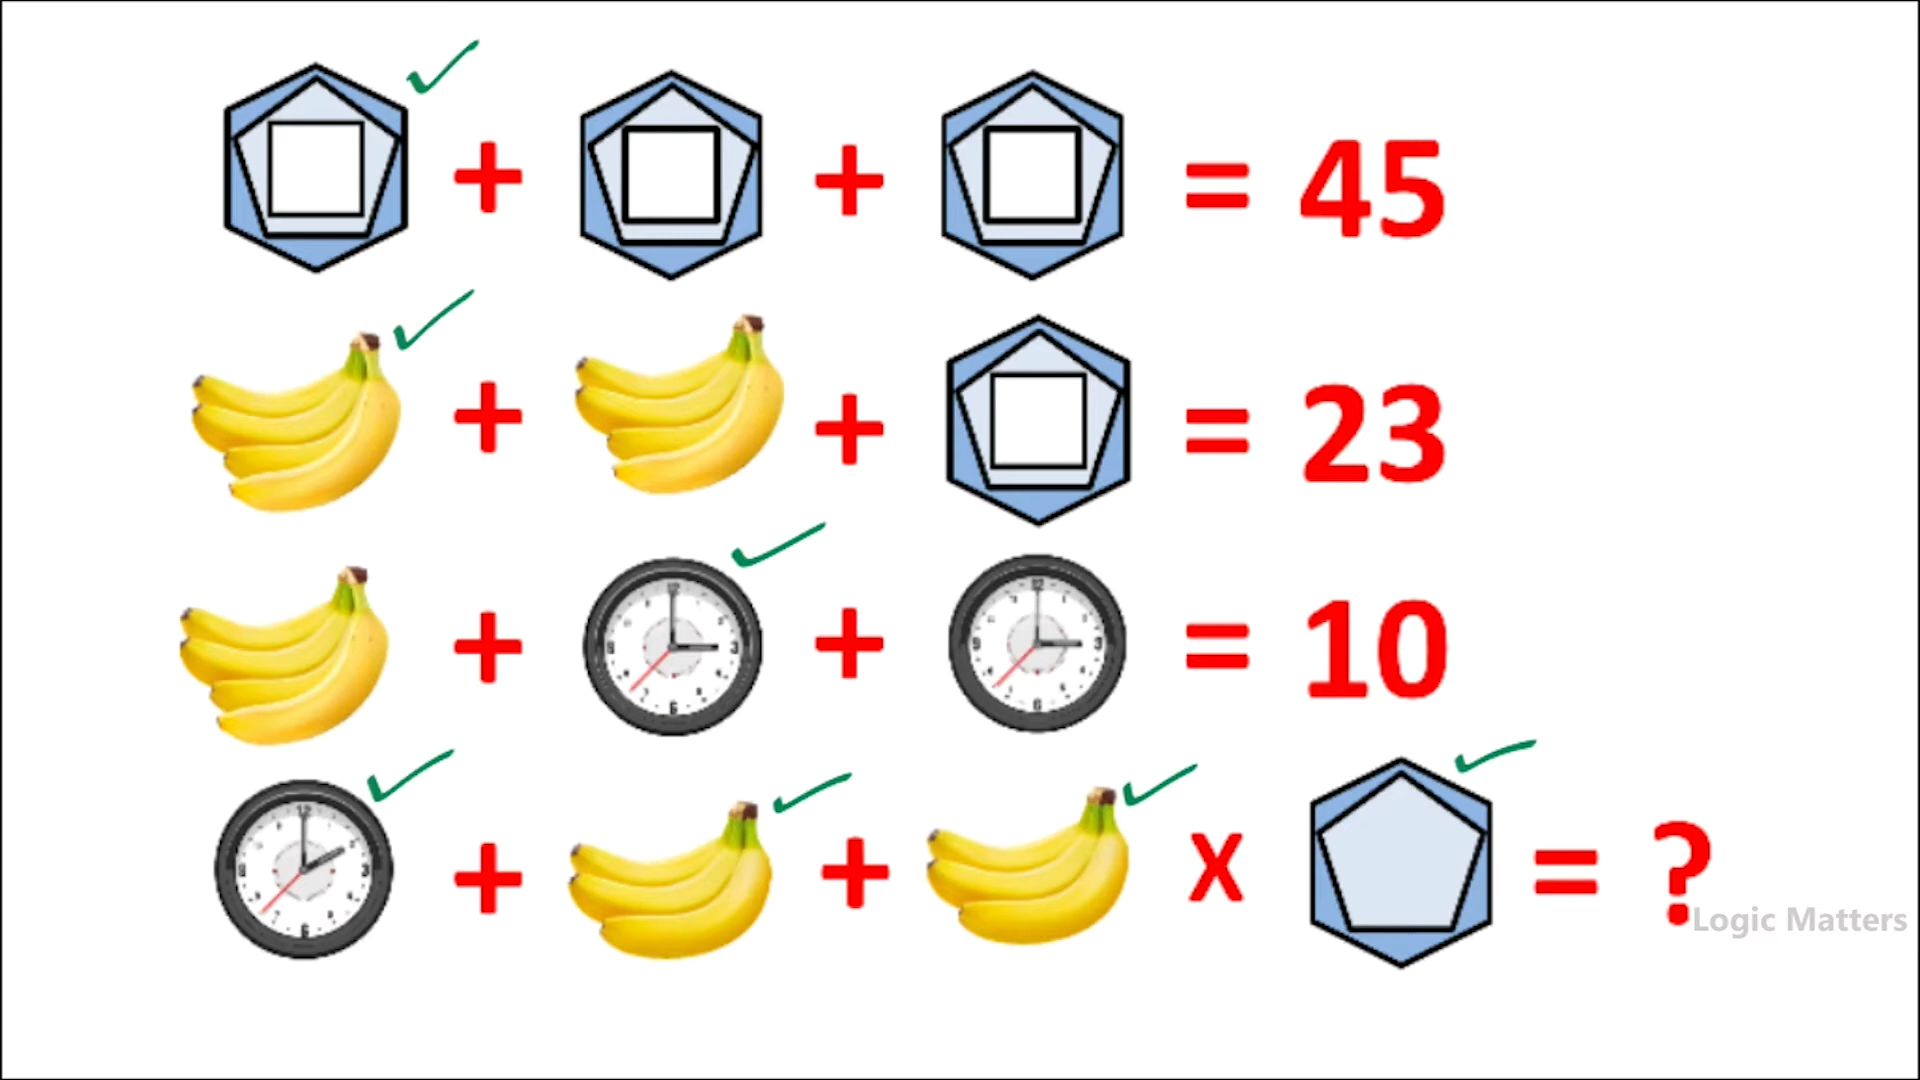 + + = 45
+ + = 23
+ + = 10
+ + X = ?
Logic Matters